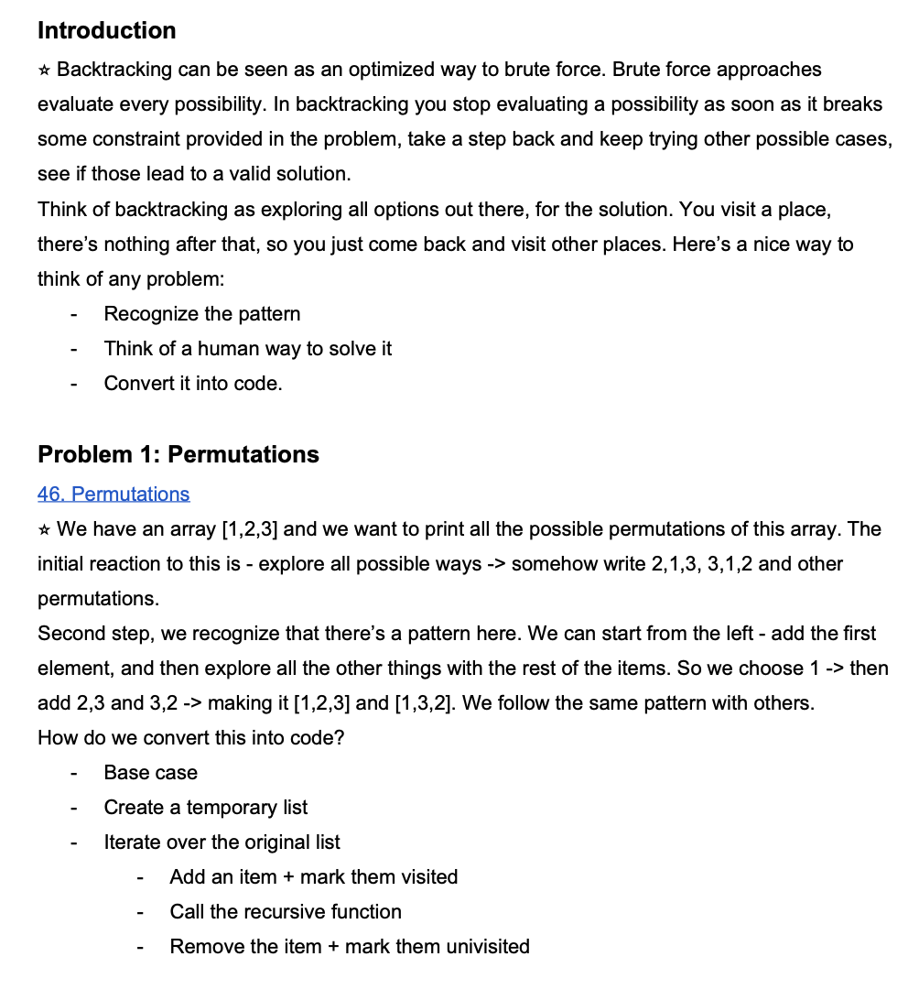 Introduction
☆ Backtracking can be seen as an optimized way to brute force. Brute force approaches
evaluate every possibility. In backtracking you stop evaluating a possibility as soon as it breaks
some constraint provided in the problem, take a step back and keep trying other possible cases,
see if those lead to a valid solution.
Think of backtracking as exploring all options out there, for the solution. You visit a place,
there’s nothing after that, so you just come back and visit other places. Here’s a nice way to
think of any problem:
- Recognize the pattern
- Think of a human way to solve it
- Convert it into code.
Problem 1: Permutations
46. Permutations
☆ We have an array [1,2,3] and we want to print all the possible permutations of this array. The
initial reaction to this is - explore all possible ways -> somehow write 2,1,3, 3,1,2 and other
permutations.
Second step, we recognize that there’s a pattern here. We can start from the left - add the first
element, and then explore all the other things with the rest of the items. So we choose 1 -> then
add 2,3 and 3,2 -> making it [1,2,3] and [1,3,2]. We follow the same pattern with others.
How do we convert this into code?
- Base case
- Create a temporary list
- Iterate over the original list
- Add an item + mark them visited
- Call the recursive function
- Remove the item + mark them univisited